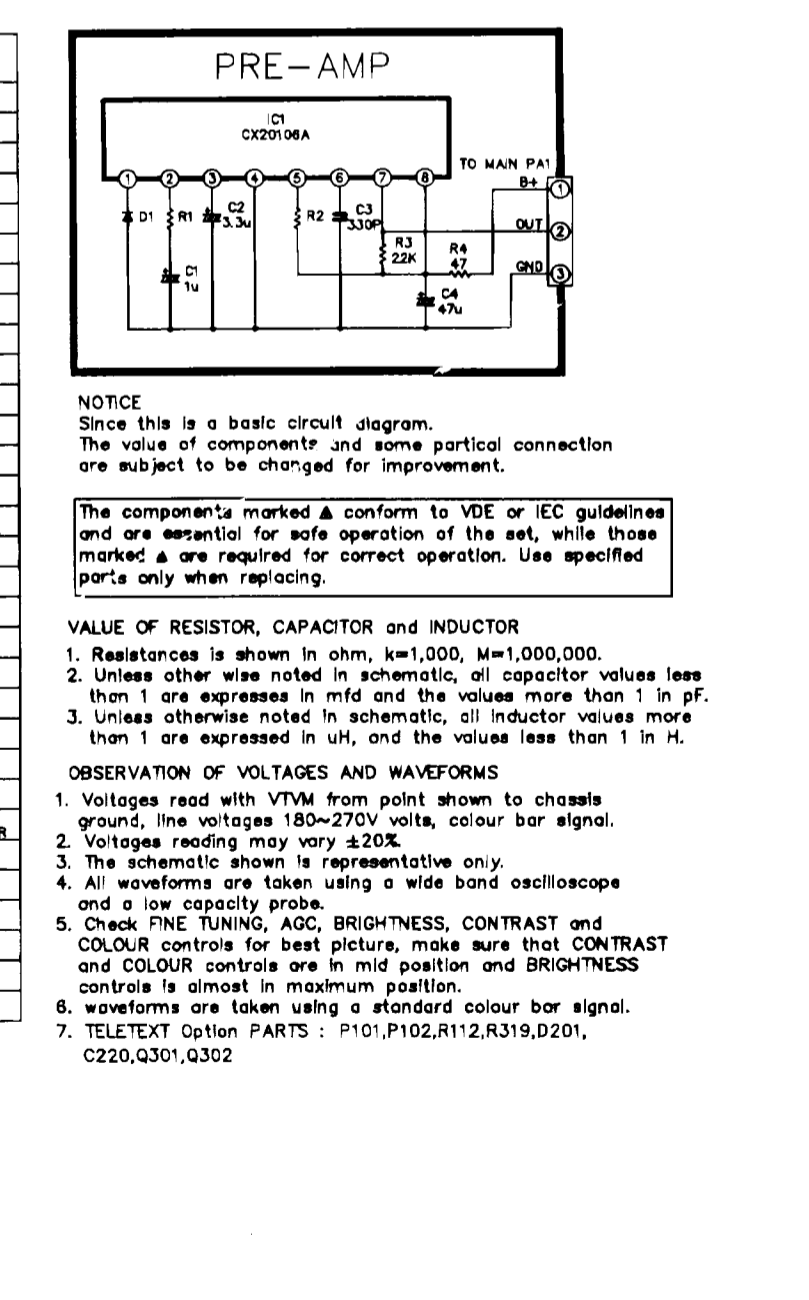 PRE-AMP
IC1
CX20106A
1 2 3 4 5 6 7 8
TO MAIN PA1
B+ 1
D1 R1 C2
3.3u
R2 C3
330P
OUT 2
R3
22K
R4
47
GND 3
C1
1u
C4
47u
NOTICE
Since this is a basic circuit diagram.
The value of components and some partical connection
are subject to be changed for improvement.
The components marked ▲ conform to VDE or IEC guidelines
and are essential for safe operation of the set, while those
marked ▲ are required for correct operation. Use specified
parts only when replacing.
VALUE OF RESISTOR, CAPACITOR and INDUCTOR
1. Resistances is shown in ohm, k=1,000, M=1,000,000.
2. Unless other wise noted in schematic, all capacitor values less
than 1 are expresses in mfd and the values more than 1 in pF.
3. Unless otherwise noted in schematic, all inductor values more
than 1 are expressed in uH, and the values less than 1 in H.
OBSERVATION OF VOLTAGES AND WAVEFORMS
1. Voltages read with VTVM from point shown to chassis
ground, line voltages 180~270V volts, colour bar signal.
2. Voltages reading may vary ±20%
3. The schematic shown is representative only.
4. All waveforms are taken using a wide band oscilloscope
and a low capacity probe.
5. Check FINE TUNING, AGC, BRIGHTNESS, CONTRAST and
COLOUR controls for best picture, make sure that CONTRAST
and COLOUR controls are in mid position and BRIGHTNESS
controls is almost in maximum position.
6. waveforms are taken using a standard colour bar signal.
7. TELETEXT Option PARTS : P101,P102,R112,R319,D201,
C220,Q301,Q302
R